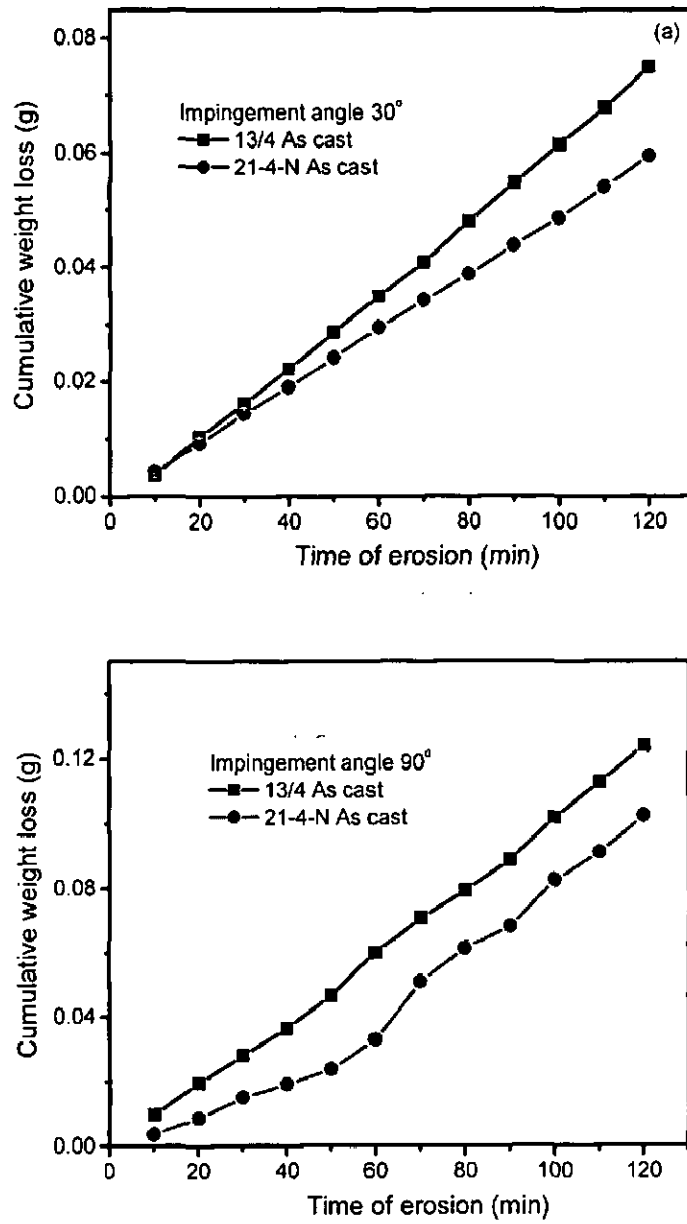 (a)
0.08
Impingement angle 30°
13/4 As cast
21-4-N As cast
0.06
0.04
0.02
0.00
Cumulative weight loss (g)
0 20 40 60 80 100 120
Time of erosion (min)
Impingement angle 90°
13/4 As cast
21-4-N As cast
0.12
0.08
0.04
0.00
Cumulative weight loss (g)
0 20 40 60 80 100 120
Time of erosion (min)